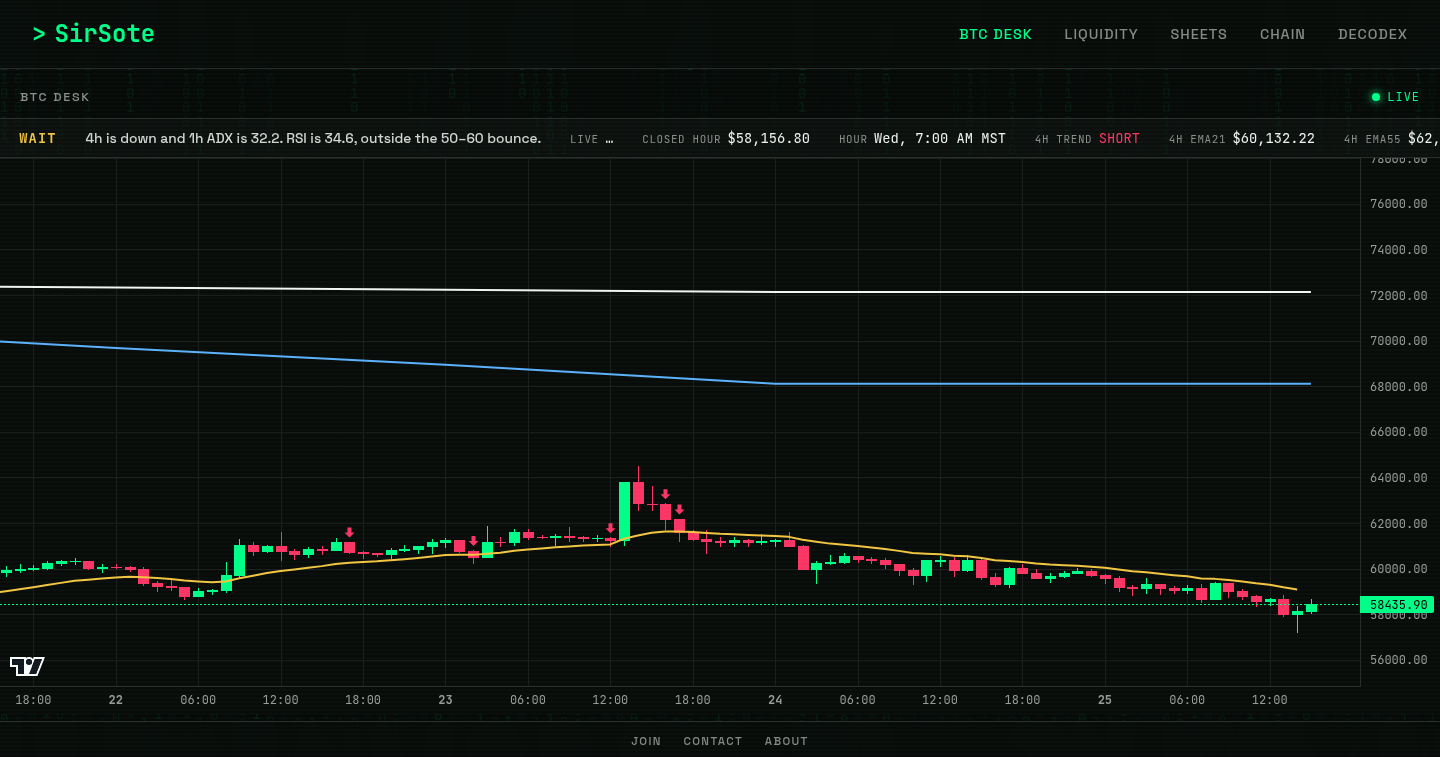 > SirSote
BTC DESK LIQUIDITY SHEETS CHAIN DECODEX
BTC DESK
LIVE
WAIT 4h is down and 1h ADX is 32.2. RSI is 34.6, outside the 50–60 bounce. LIVE … CLOSED HOUR $58,156.80 HOUR Wed, 7:00 AM MST 4H TREND SHORT 4H EMA21 $60,132.22 4H EMA55 $62,
78000.00
76000.00
74000.00
72000.00
70000.00
68000.00
66000.00
64000.00
62000.00
60000.00
58435.90
58000.00
56000.00
18:00 22 06:00 12:00 18:00 23 06:00 12:00 18:00 24 06:00 12:00 18:00 25 06:00 12:00
JOIN CONTACT ABOUT